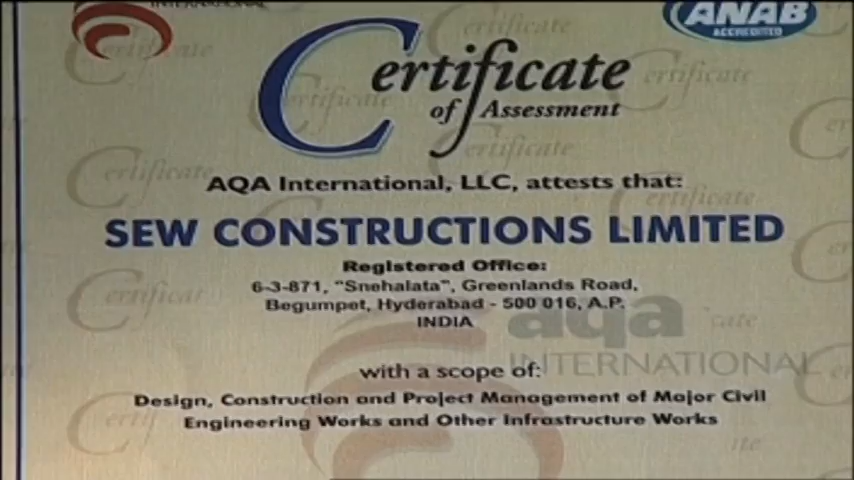 INTERNATIONAL
ANAB
ACCREDITED
Certificate
of Assessment
AQA International, LLC, attests that:
SEW CONSTRUCTIONS LIMITED
Registered Office:
6-3-871, "Snehalata", Greenlands Road,
Begumpet, Hyderabad - 500 016, A.P.
INDIA
aqa
INTERNATIONAL
with a scope of:
Design, Construction and Project Management of Major Civil
Engineering Works and Other Infrastructure Works